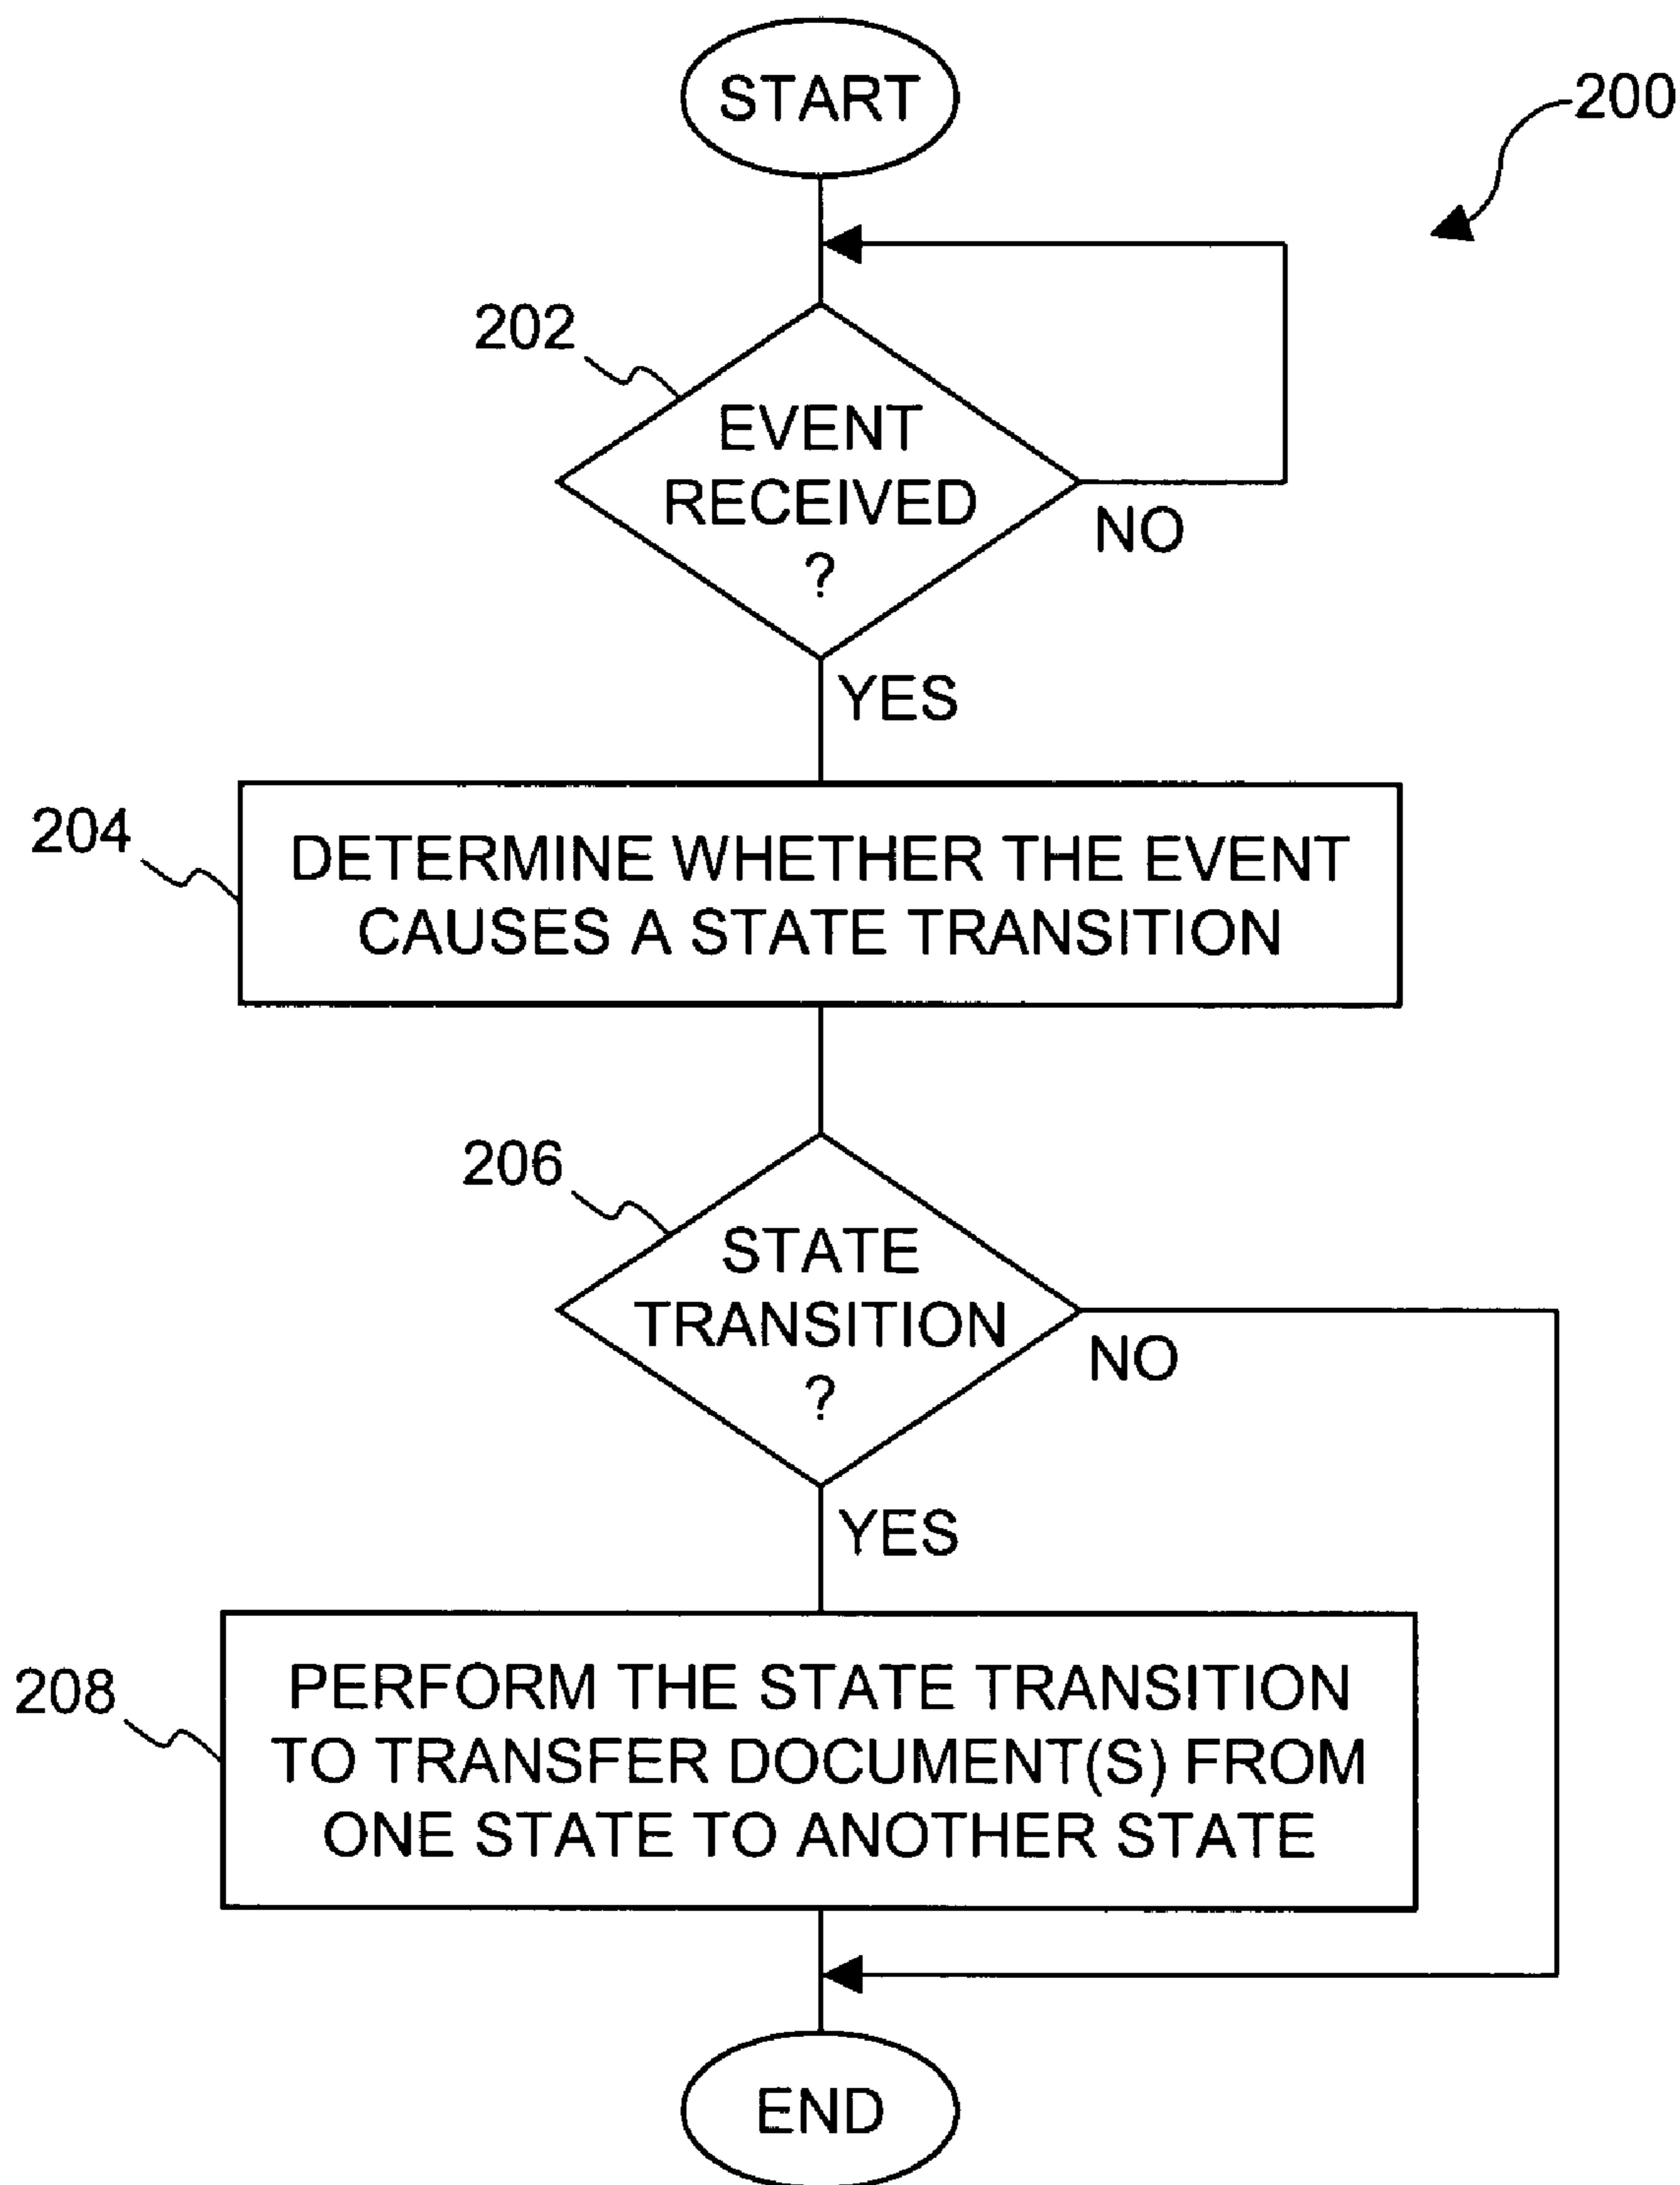 START
200
202
EVENT
RECEIVED
?
NO
YES
204
DETERMINE WHETHER THE EVENT
CAUSES A STATE TRANSITION
206
STATE
TRANSITION
?
NO
YES
208
PERFORM THE STATE TRANSITION
TO TRANSFER DOCUMENT(S) FROM
ONE STATE TO ANOTHER STATE
END